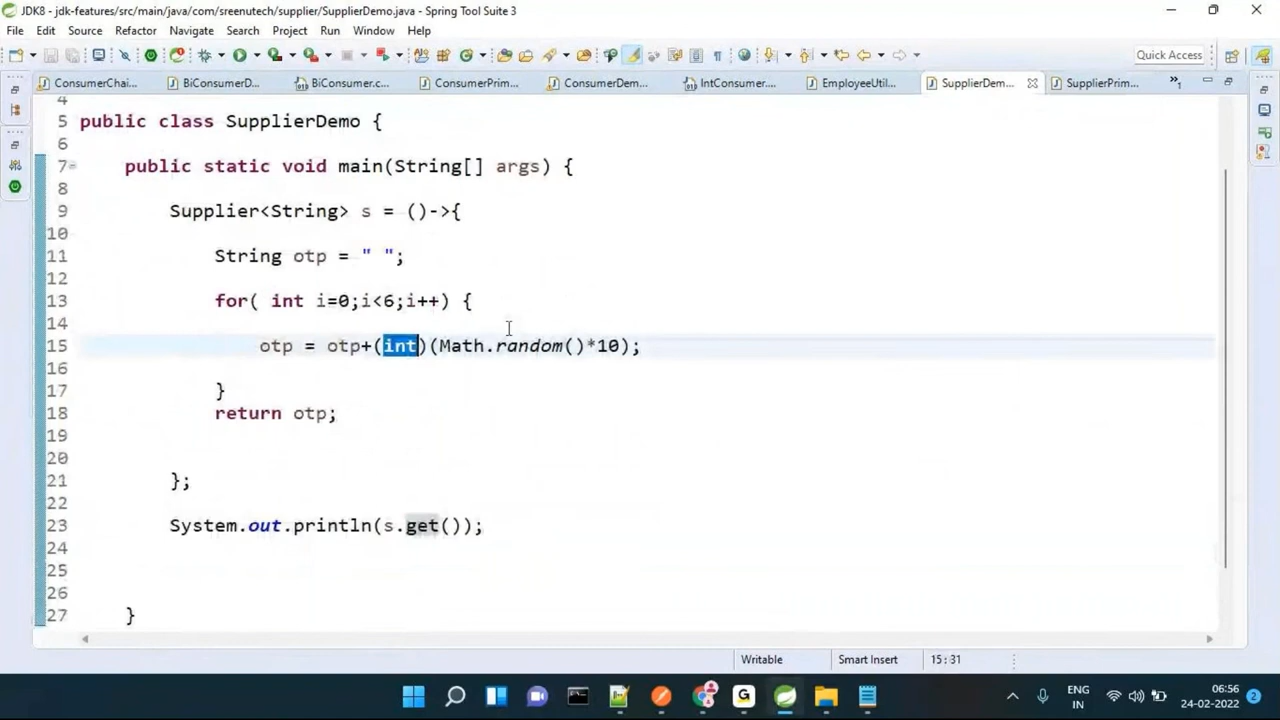 JDK8 - jdk-features/src/main/java/com/sreenutech/supplier/SupplierDemo.java - Spring Tool Suite 3
File Edit Source Refactor Navigate Search Project Run Window Help
Quick Access
ConsumerChai... BiConsumerD... BiConsumer.c... ConsumerPrim... ConsumerDem... IntConsumer.... EmployeeUtil... SupplierDem... SupplierPrim... »1
4
5 public class SupplierDemo {
6
7 public static void main(String[] args) {
8
9 Supplier<String> s = ()->{
10
11 String otp = " ";
12
13 for( int i=0;i<6;i++) {
14
15 otp = otp+(int)(Math.random()*10);
16
17 }
18 return otp;
19
20
21 };
22
23 System.out.println(s.get());
24
25
26
27 }
Writable Smart Insert 15:31
ENG
IN
06:56
24-02-2022
2